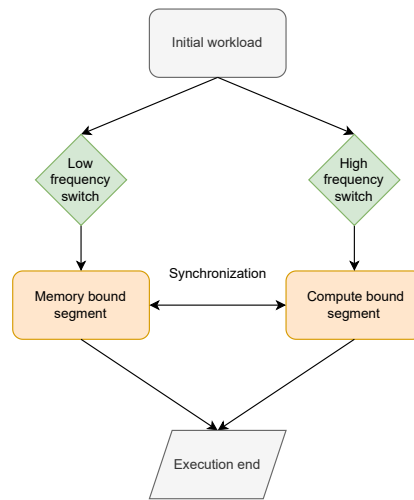 Initial workload
Low
frequency
switch
High
frequency
switch
Synchronization
Memory bound
segment
Compute bound
segment
Execution end